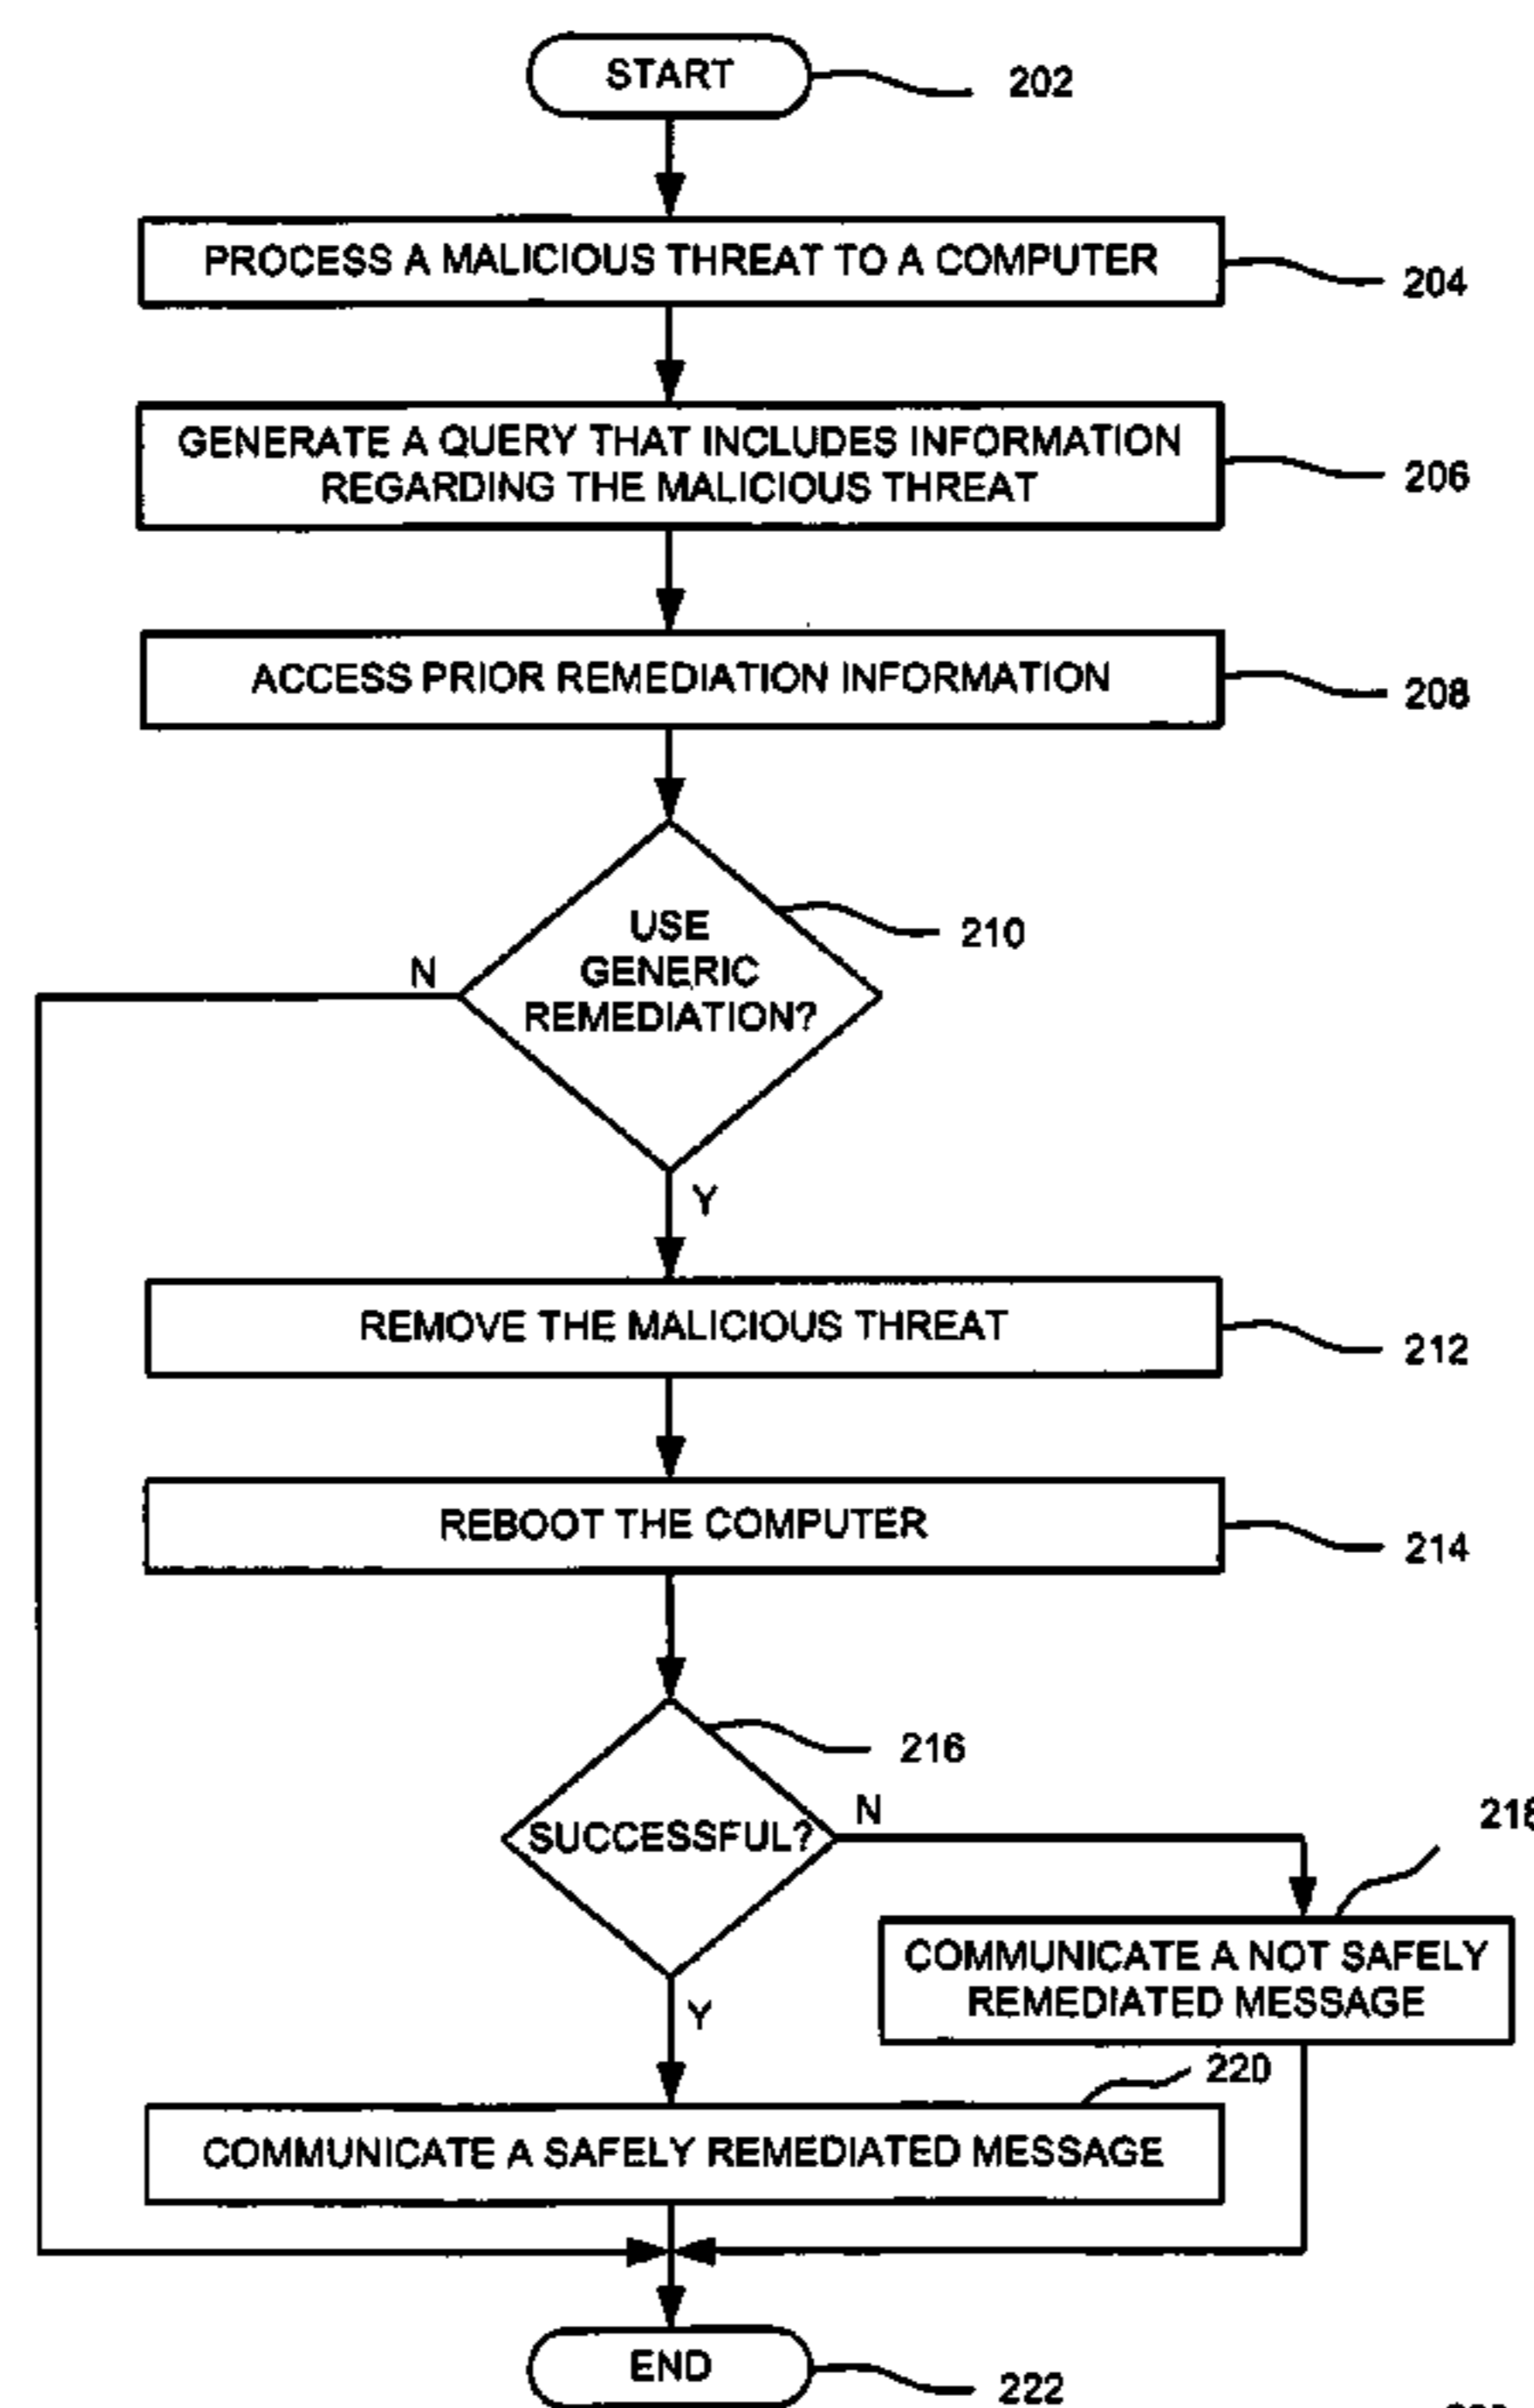 START
202
PROCESS A MALICIOUS THREAT TO A COMPUTER
204
GENERATE A QUERY THAT INCLUDES INFORMATION
REGARDING THE MALICIOUS THREAT
206
ACCESS PRIOR REMEDIATION INFORMATION
208
USE
GENERIC
REMEDIATION?
210
N
Y
REMOVE THE MALICIOUS THREAT
212
REBOOT THE COMPUTER
214
216
SUCCESSFUL?
N
218
COMMUNICATE A NOT SAFELY
REMEDIATED MESSAGE
Y
220
COMMUNICATE A SAFELY REMEDIATED MESSAGE
END
222